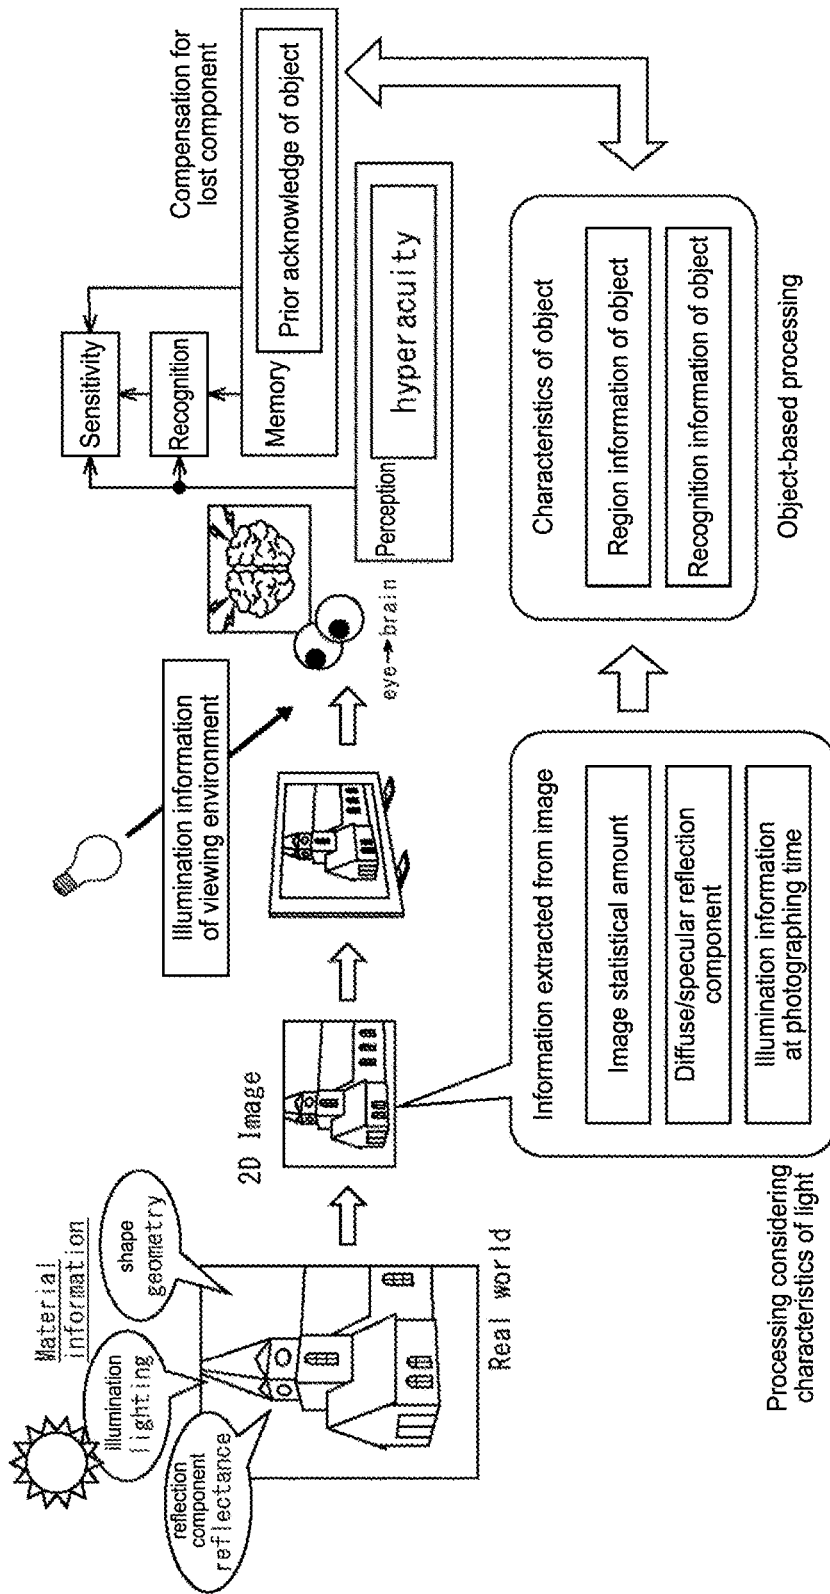 Material
information
illumination
lighting
shape
geometry
reflection
component
reflectance
Real world
2D Image
Illumination information
of viewing environment
eye→brain
Sensitivity
Recognition
Memory
Prior acknowledge of object
Compensation for
lost component
Perception
hyperacuity
Information extracted from image
Image statistical amount
Diffuse/specular reflection
component
Illumination information
at photographing time
Processing considering
characteristics of light
Characteristics of object
Region information of object
Recognition information of object
Object-based processing